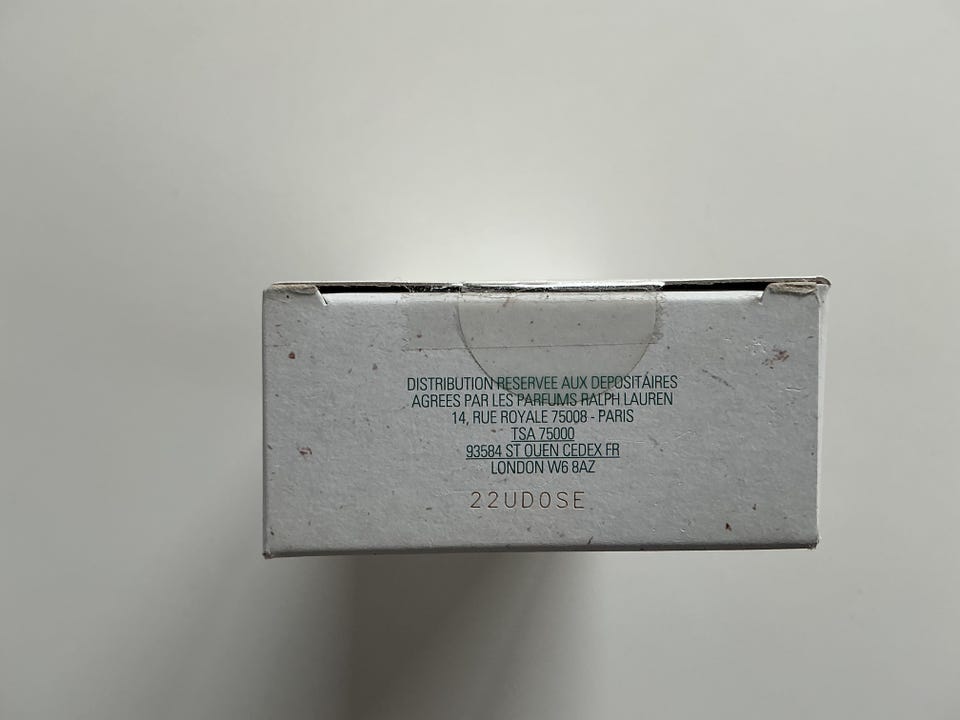 DISTRIBUTION RESERVEE AUX DEPOSITAIRES
AGREES PAR LES PARFUMS RALPH LAUREN
14, RUE ROYALE 75008 - PARIS
TSA 75000
93584 ST OUEN CEDEX FR
LONDON W6 8AZ
22UDOSE